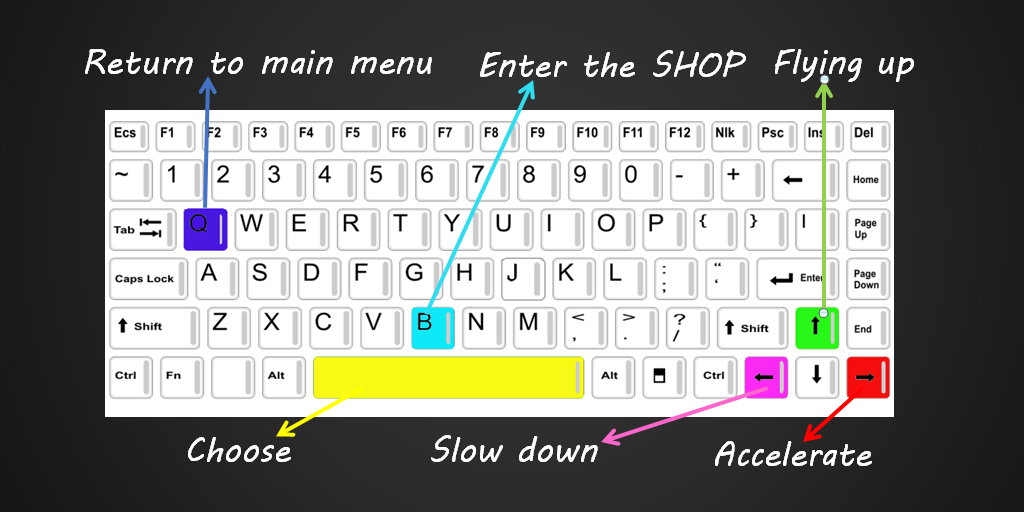 Return to main menu Enter the SHOP Flying up
Ecs F1 F2 F3 F4 F5 F6 F7 F8 F9 F10 F11 F12 Nlk Psc Ins Del
~ 1 2 3 4 5 6 7 8 9 0 - + ← Home
Tab Q W E R T Y U I O P { } | Page Up
Caps Lock A S D F G H J K L : ; “ ‘ Enter Page Down
↑ Shift Z X C V B N M < , > . ? / ↑ Shift ↑ End
Ctrl Fn Alt Alt Ctrl ← ↓ →
Choose Slow down Accelerate